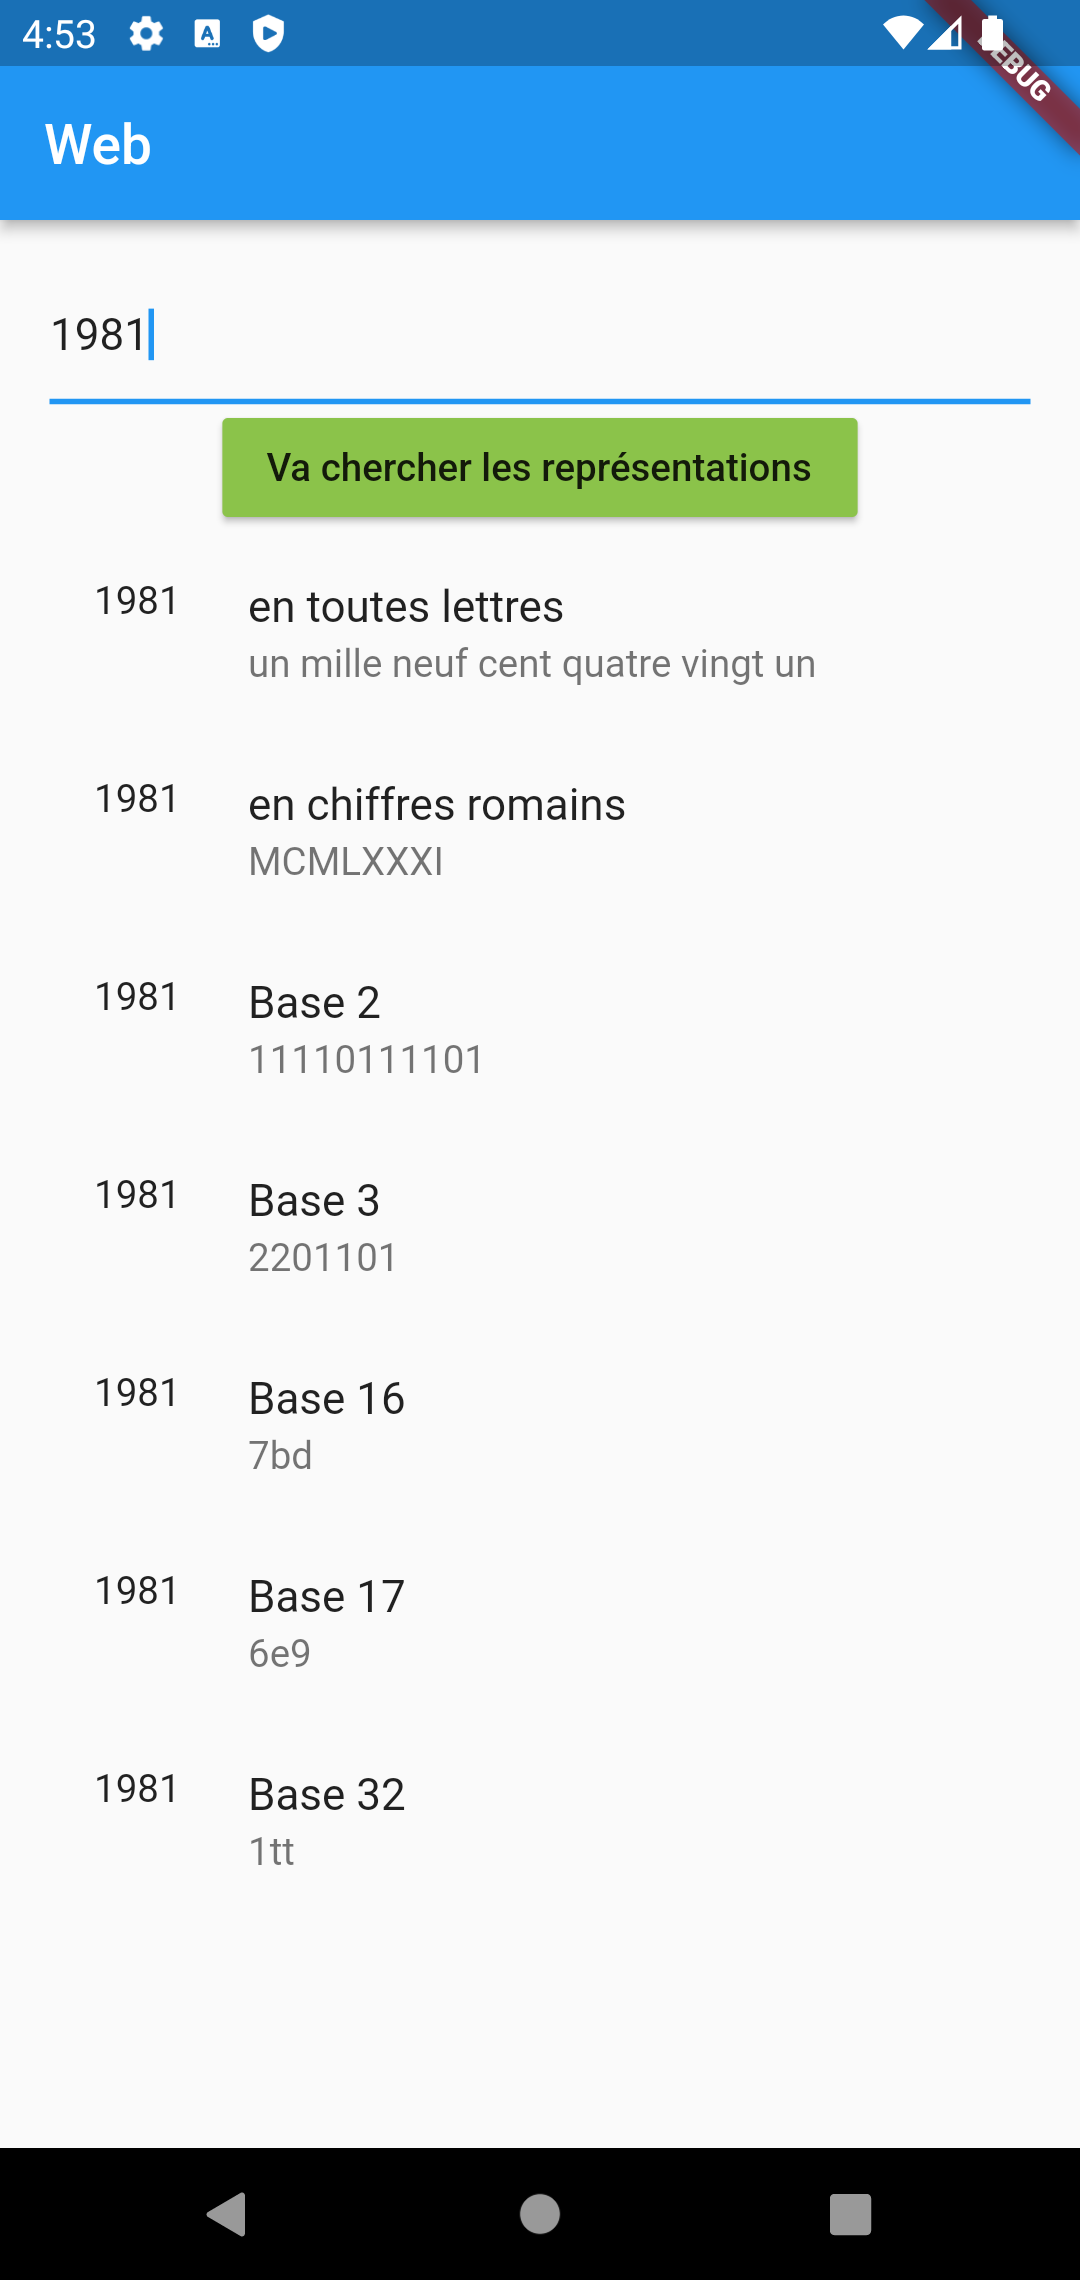 4:53
DEBUG
Web
1981
Va chercher les représentations
1981
en toutes lettres
un mille neuf cent quatre vingt un
1981
en chiffres romains
MCMLXXXI
1981
Base 2
11110111101
1981
Base 3
2201101
1981
Base 16
7bd
1981
Base 17
6e9
1981
Base 32
1tt